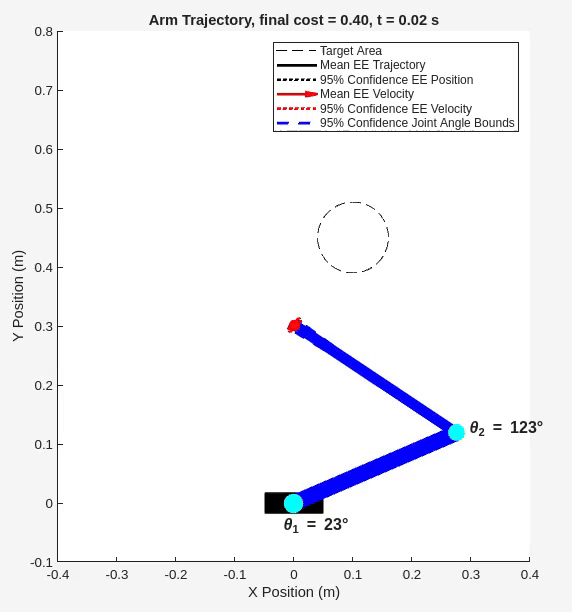 Arm Trajectory, final cost = 0.40, t = 0.02 s
Target Area
Mean EE Trajectory
95% Confidence EE Position
Mean EE Velocity
95% Confidence EE Velocity
95% Confidence Joint Angle Bounds
0.8
0.7
0.6
0.5
0.4
0.3
0.2
0.1
0
-0.1
Y Position (m)
θ2 = 123°
θ1 = 23°
-0.4 -0.3 -0.2 -0.1 0 0.1 0.2 0.3 0.4
X Position (m)